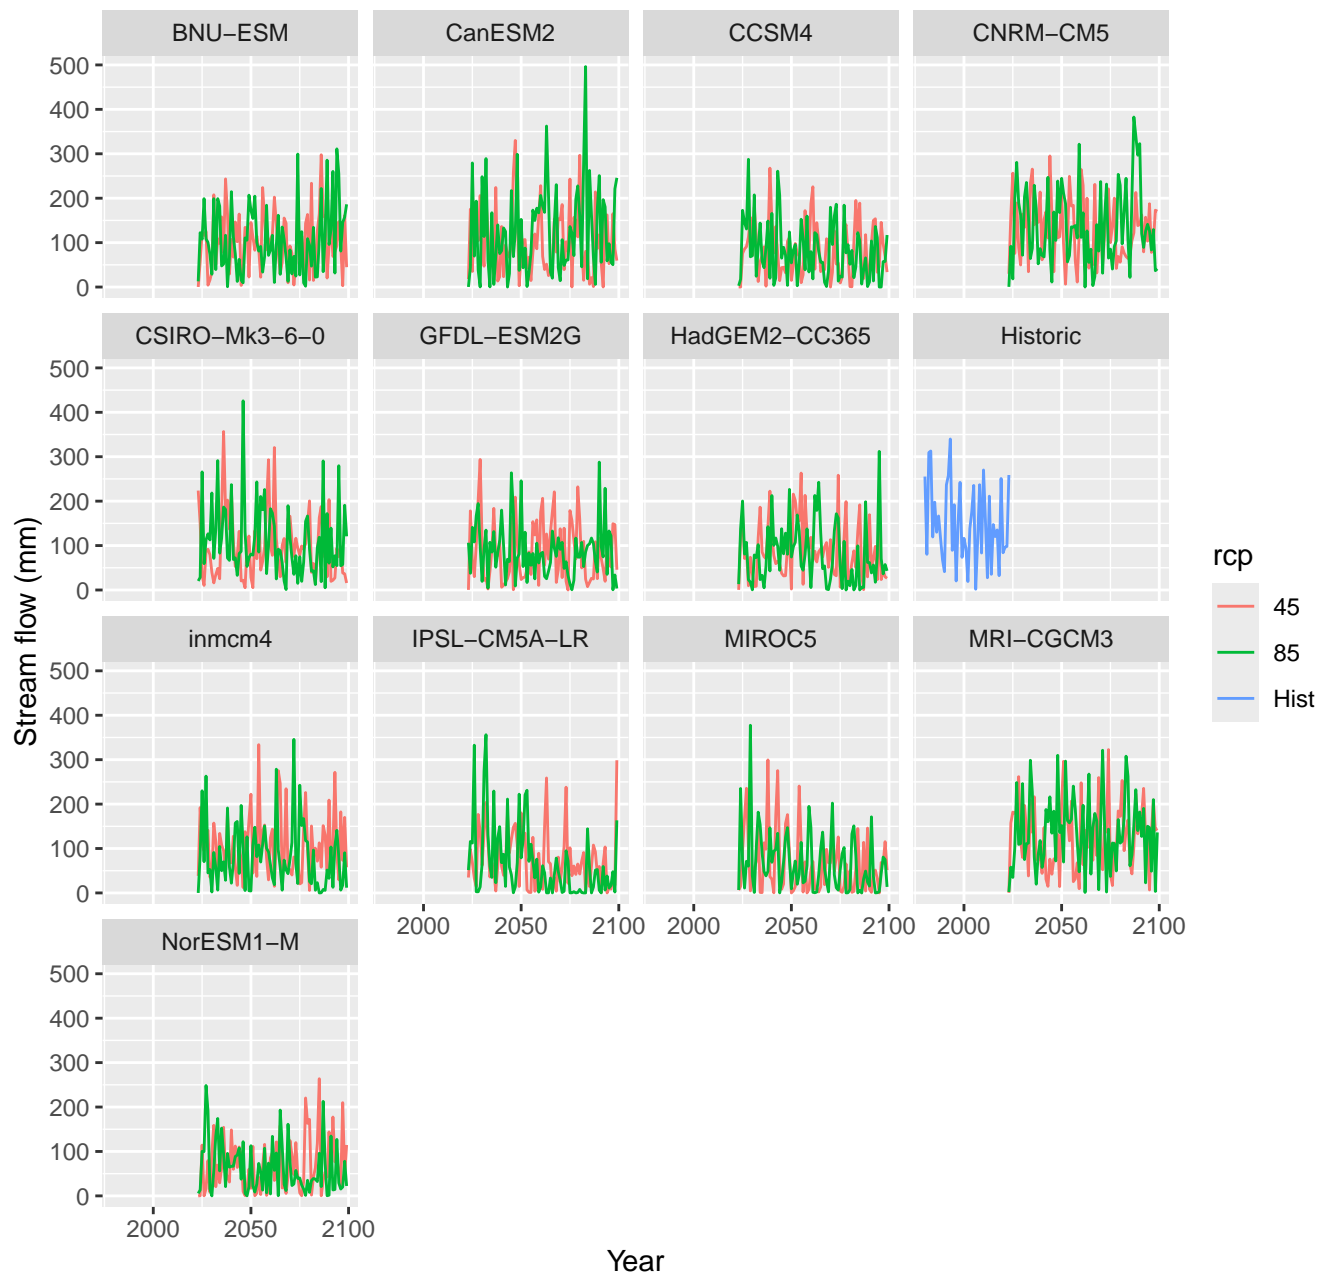 BNU−ESM CanESM2 CCSM4 CNRM−CM5
500
400
300
200
100
0
CSIRO−Mk3−6−0 GFDL−ESM2G HadGEM2−CC365 Historic
500
400
300
200
100
0
inmcm4 IPSL−CM5A−LR MIROC5 MRI−CGCM3
500
400
300
200
100
0
2000 2050 2100 2000 2050 2100 2000 2050 2100
NorESM1−M
500
400
300
200
100
0
2000 2050 2100
Year
Stream flow (mm)
rcp
45
85
Hist